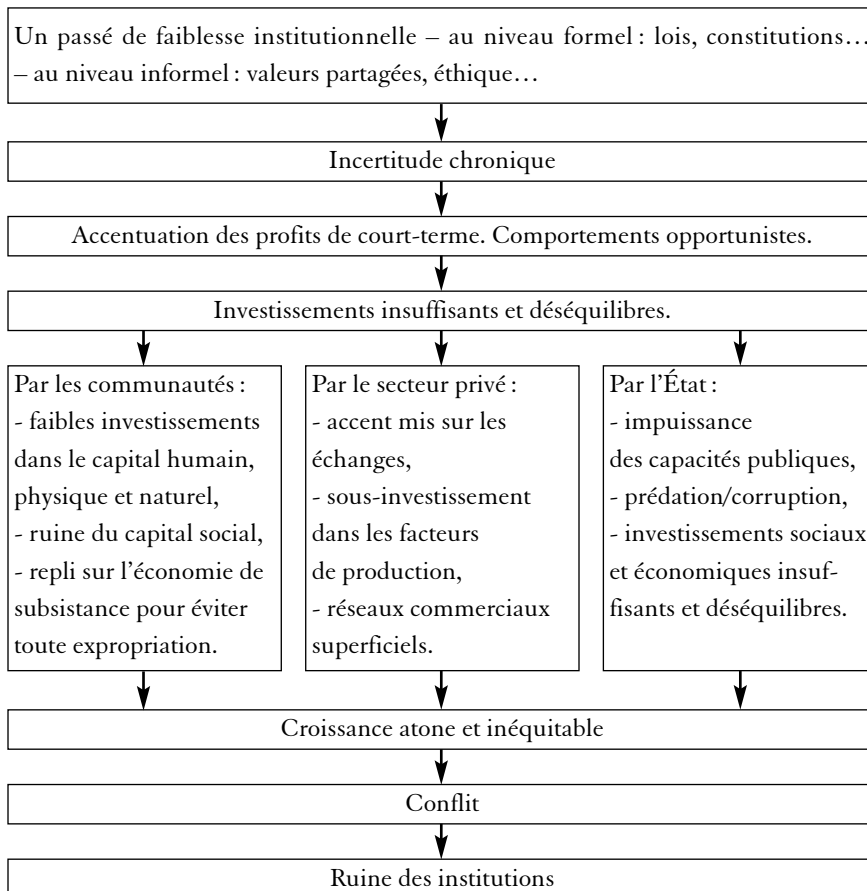 Un passé de faiblesse institutionnelle – au niveau formel : lois, constitutions…
– au niveau informel : valeurs partagées, éthique…
Incertitude chronique
Accentuation des profits de court-terme. Comportements opportunistes.
Investissements insuffisants et déséquilibres.
Par les communautés :
- faibles investissements
dans le capital humain,
physique et naturel,
- ruine du capital social,
- repli sur l’économie de
subsistance pour éviter
toute expropriation.
Par le secteur privé :
- accent mis sur les
échanges,
- sous-investissement
dans les facteurs
de production,
- réseaux commerciaux
superficiels.
Par l’État :
- impuissance
des capacités publiques,
- prédation/corruption,
- investissements sociaux
et économiques insuf-
fisants et déséquilibres.
Croissance atone et inéquitable
Conflit
Ruine des institutions